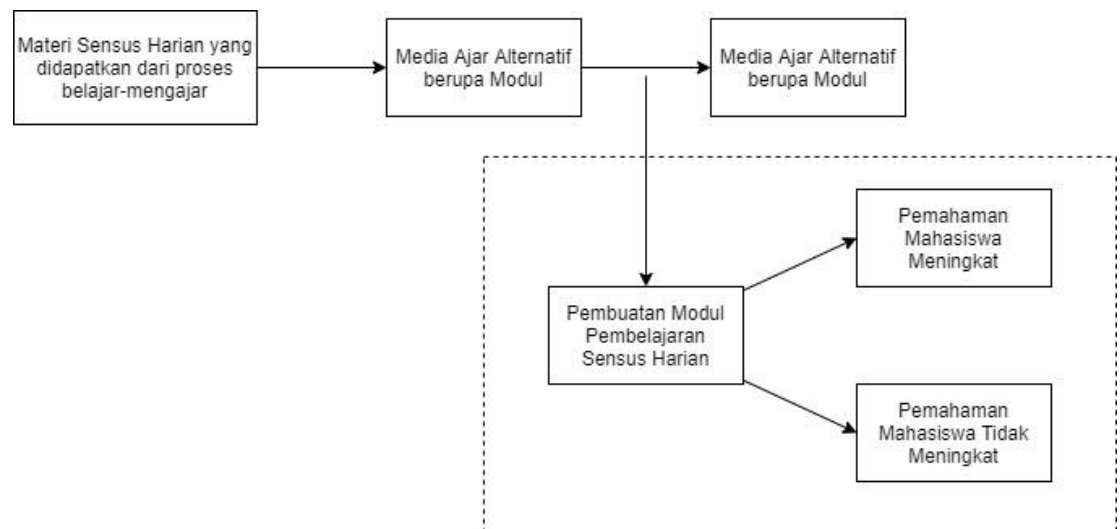 Materi Sensus Harian yang
didapatkan dari proses
belajar-mengajar
Media Ajar Alternatif
berupa Modul
Media Ajar Alternatif
berupa Modul
Pemahaman
Mahasiswa
Meningkat
Pembuatan Modul
Pembelajaran
Sensus Harian
Pemahaman
Mahasiswa Tidak
Meningkat